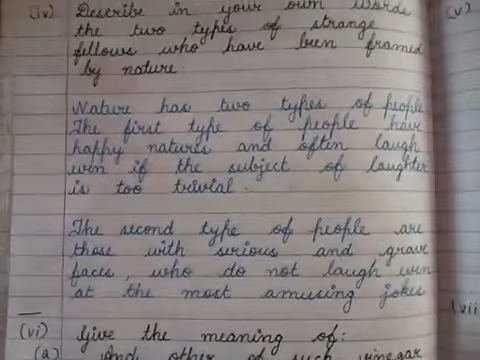 (iv) Describe in your own words (v)
the two types of strange
fellows who have been framed
by nature
Nature has two types of people
The first type of people have
happy natures and often laugh
even if the subject of laughter
is too trivial.
The second type of people are
those with serious and grave
faces, who do not laugh even
at the most amusing jokes
(vii
(vi) Give the meaning of:
(a) And other of such vinegar